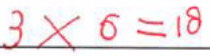 3 × 6 = 18